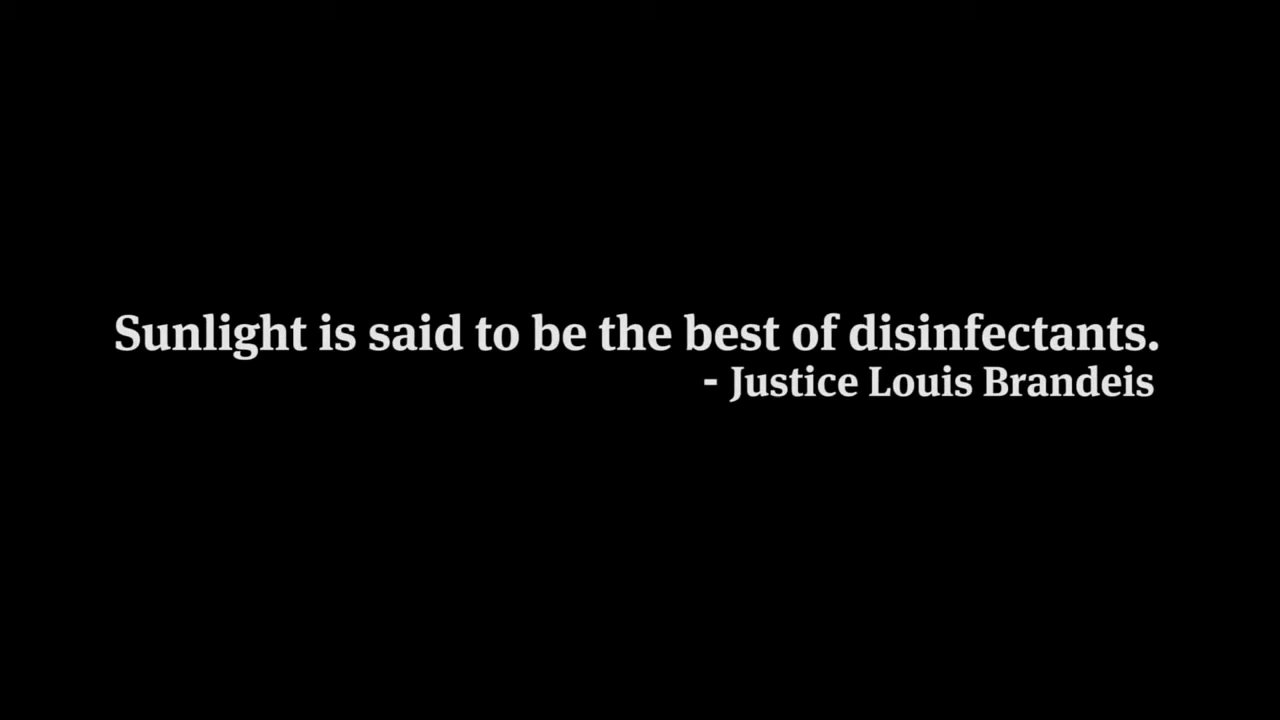 Sunlight is said to be the best of disinfectants.
- Justice Louis Brandeis